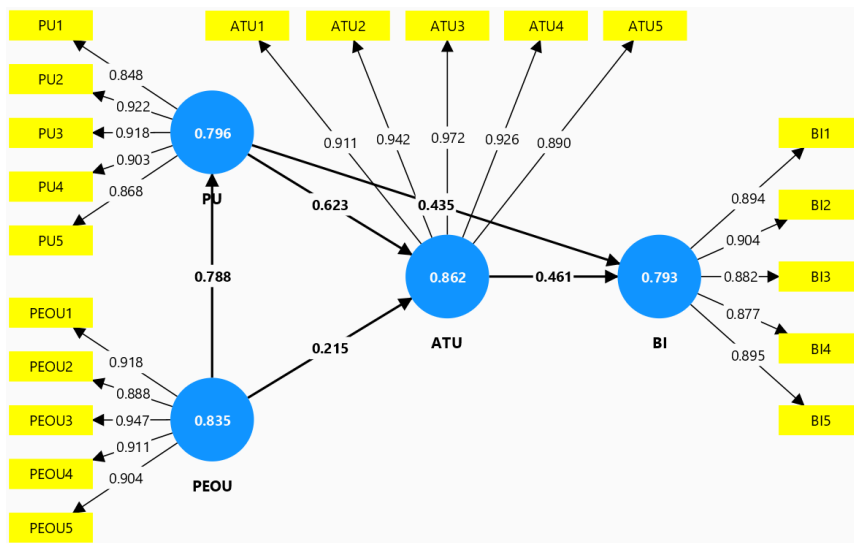 PU1
PU2
PU3
PU4
PU5
0.848
0.922
0.918
0.903
0.868
0.796
PU
ATU1
ATU2
ATU3
ATU4
ATU5
0.911
0.942
0.972
0.926
0.890
0.623
0.435
0.788
0.215
0.862
ATU
0.461
0.793
BI
BI1
BI2
BI3
BI4
BI5
0.894
0.904
0.882
0.877
0.895
PEOU1
PEOU2
PEOU3
PEOU4
PEOU5
0.918
0.888
0.947
0.911
0.904
0.835
PEOU